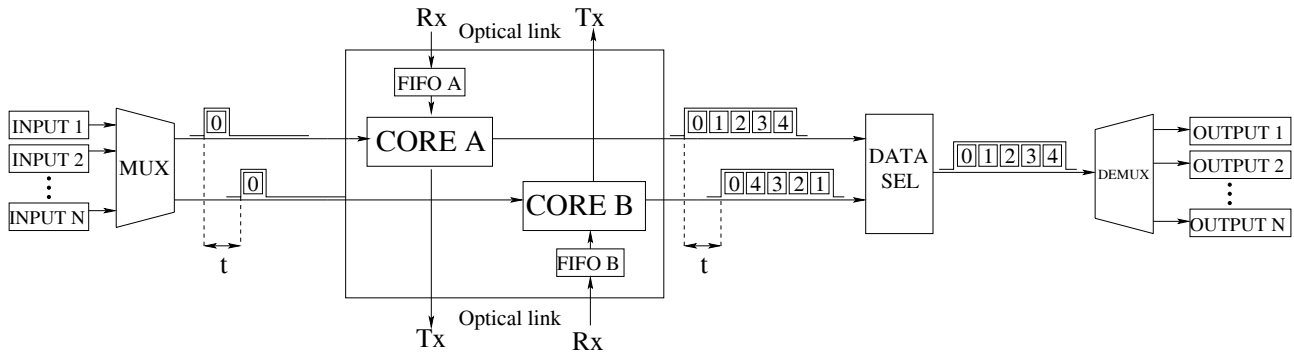 Rx
Tx
Optical link
FIFO A
INPUT 1
INPUT 2
INPUT N
MUX
0
0
t
CORE A
CORE B
FIFO B
Optical link
Tx
Rx
0 1 2 3 4
0 4 3 2 1
t
DATA
SEL
0 1 2 3 4
DEMUX
OUTPUT 1
OUTPUT 2
OUTPUT N